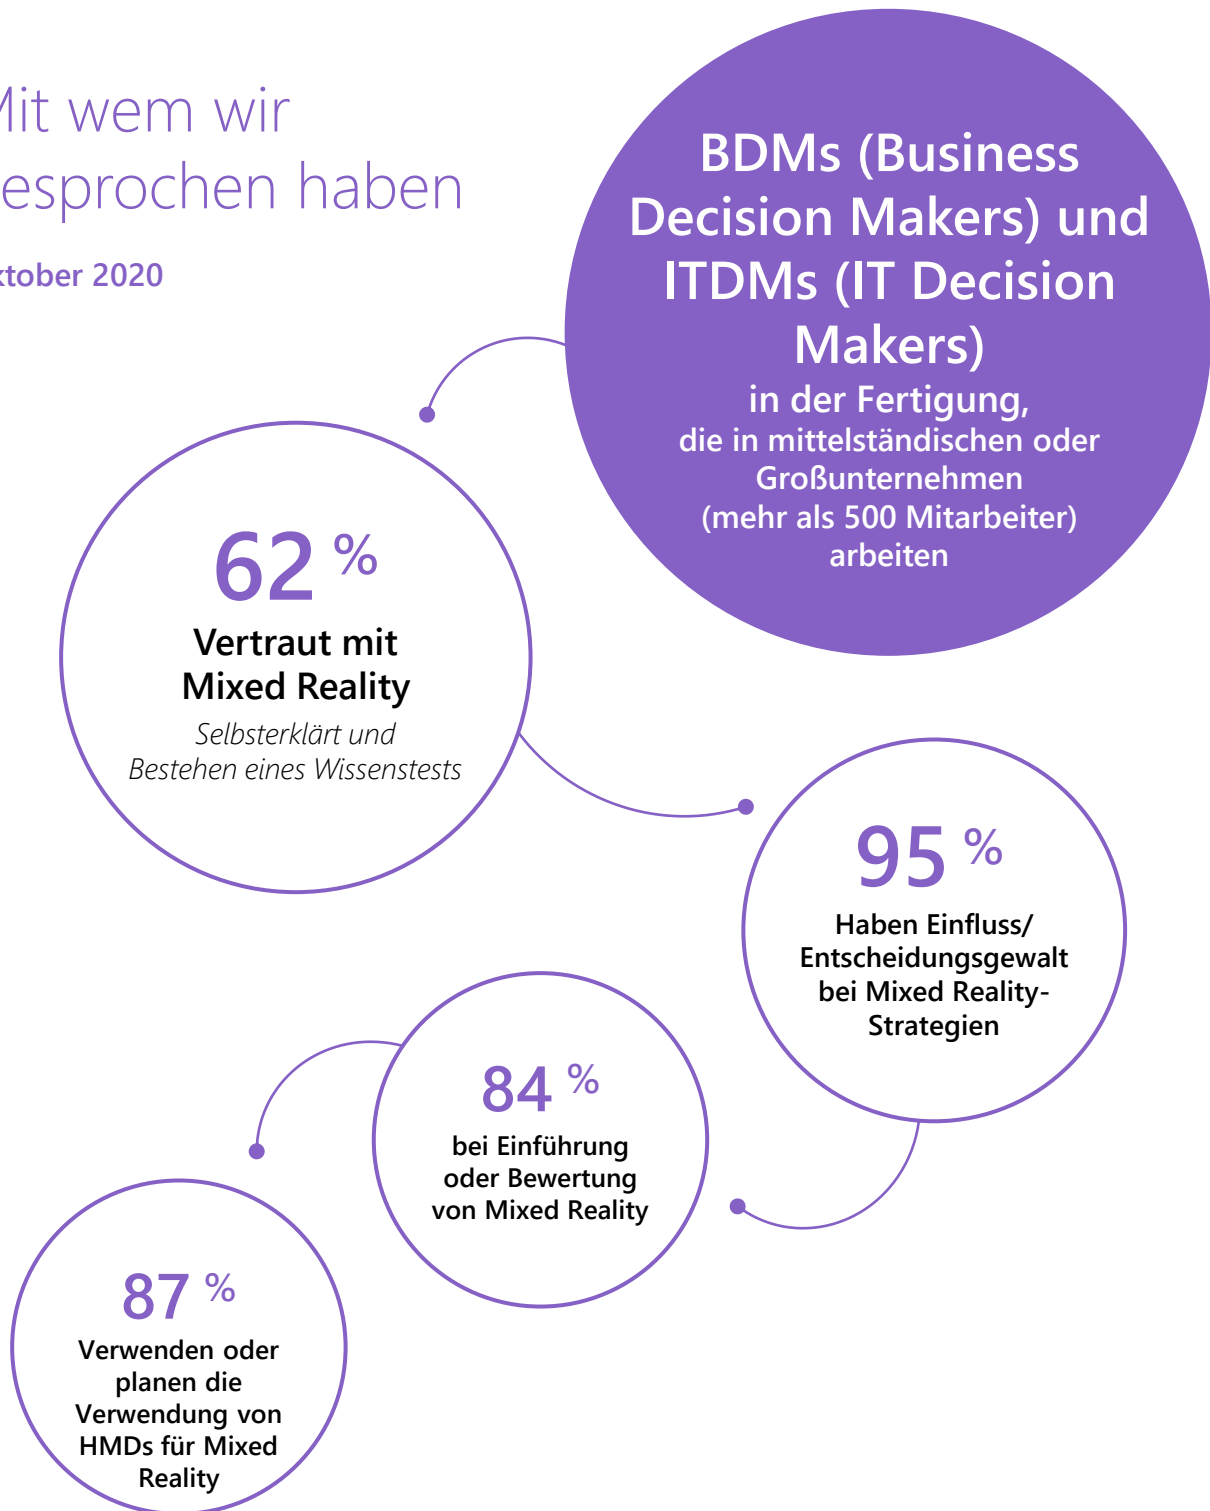 Mit wem wir
esprochen haben
ktober 2020
BDMs (Business
Decision Makers) und
ITDMs (IT Decision
Makers)
in der Fertigung,
die in mittelständischen oder
Großunternehmen
(mehr als 500 Mitarbeiter)
arbeiten
62 %
Vertraut mit
Mixed Reality
Selbsterklärt und
Bestehen eines Wissenstests
95 %
Haben Einfluss/
Entscheidungsgewalt
bei Mixed Reality-
Strategien
84 %
bei Einführung
oder Bewertung
von Mixed Reality
87 %
Verwenden oder
planen die
Verwendung von
HMDs für Mixed
Reality